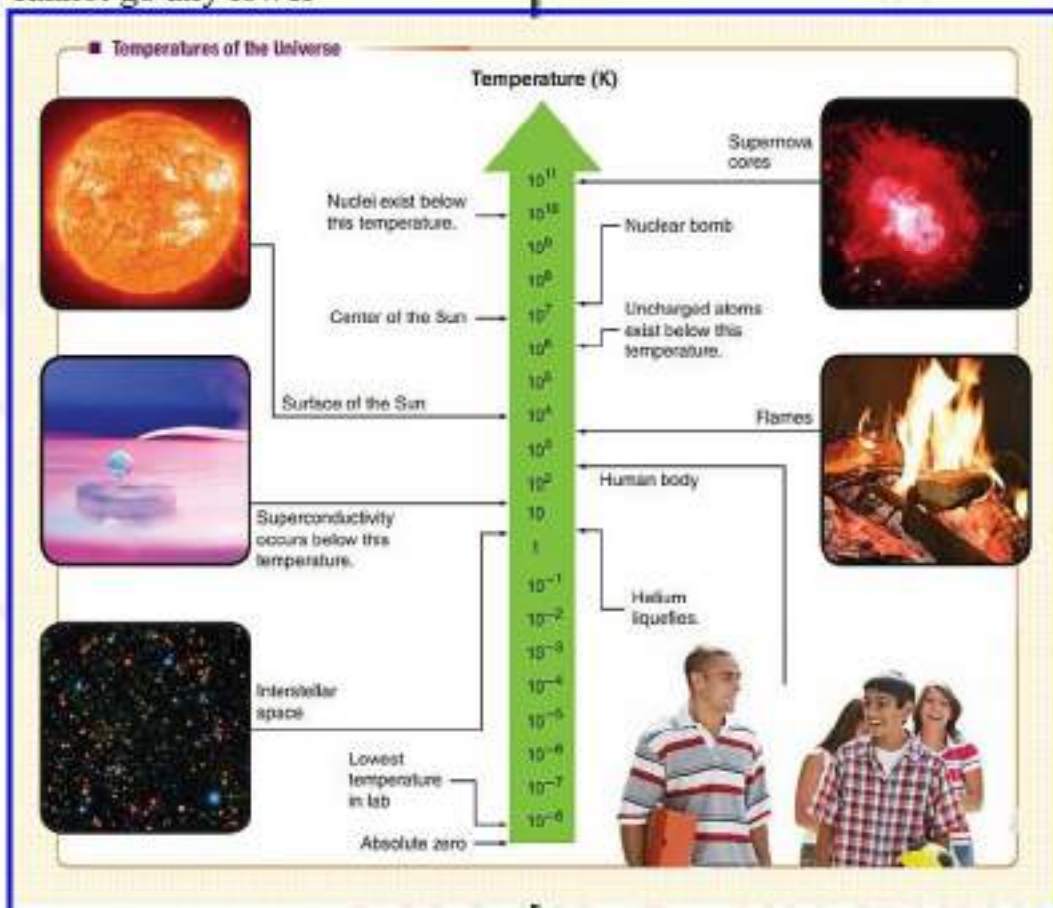 ■ Temperatures of the Universe
Temperature (K)
Supernova
cores
10¹¹
Nuclei exist below
this temperature.
10¹⁰
Nuclear bomb
10⁹
10⁸
Center of the Sun
10⁷
Uncharged atoms
exist below this
temperature.
10⁶
10⁵
Surface of the Sun
10⁴
Flames
10³
Human body
10²
Superconductivity
occurs below this
temperature.
10
1
10⁻¹
Helium
liquefies.
10⁻²
10⁻³
10⁻⁴
Interstellar
space
10⁻⁵
10⁻⁶
Lowest
temperature
in lab
10⁻⁷
10⁻⁸
Absolute zero